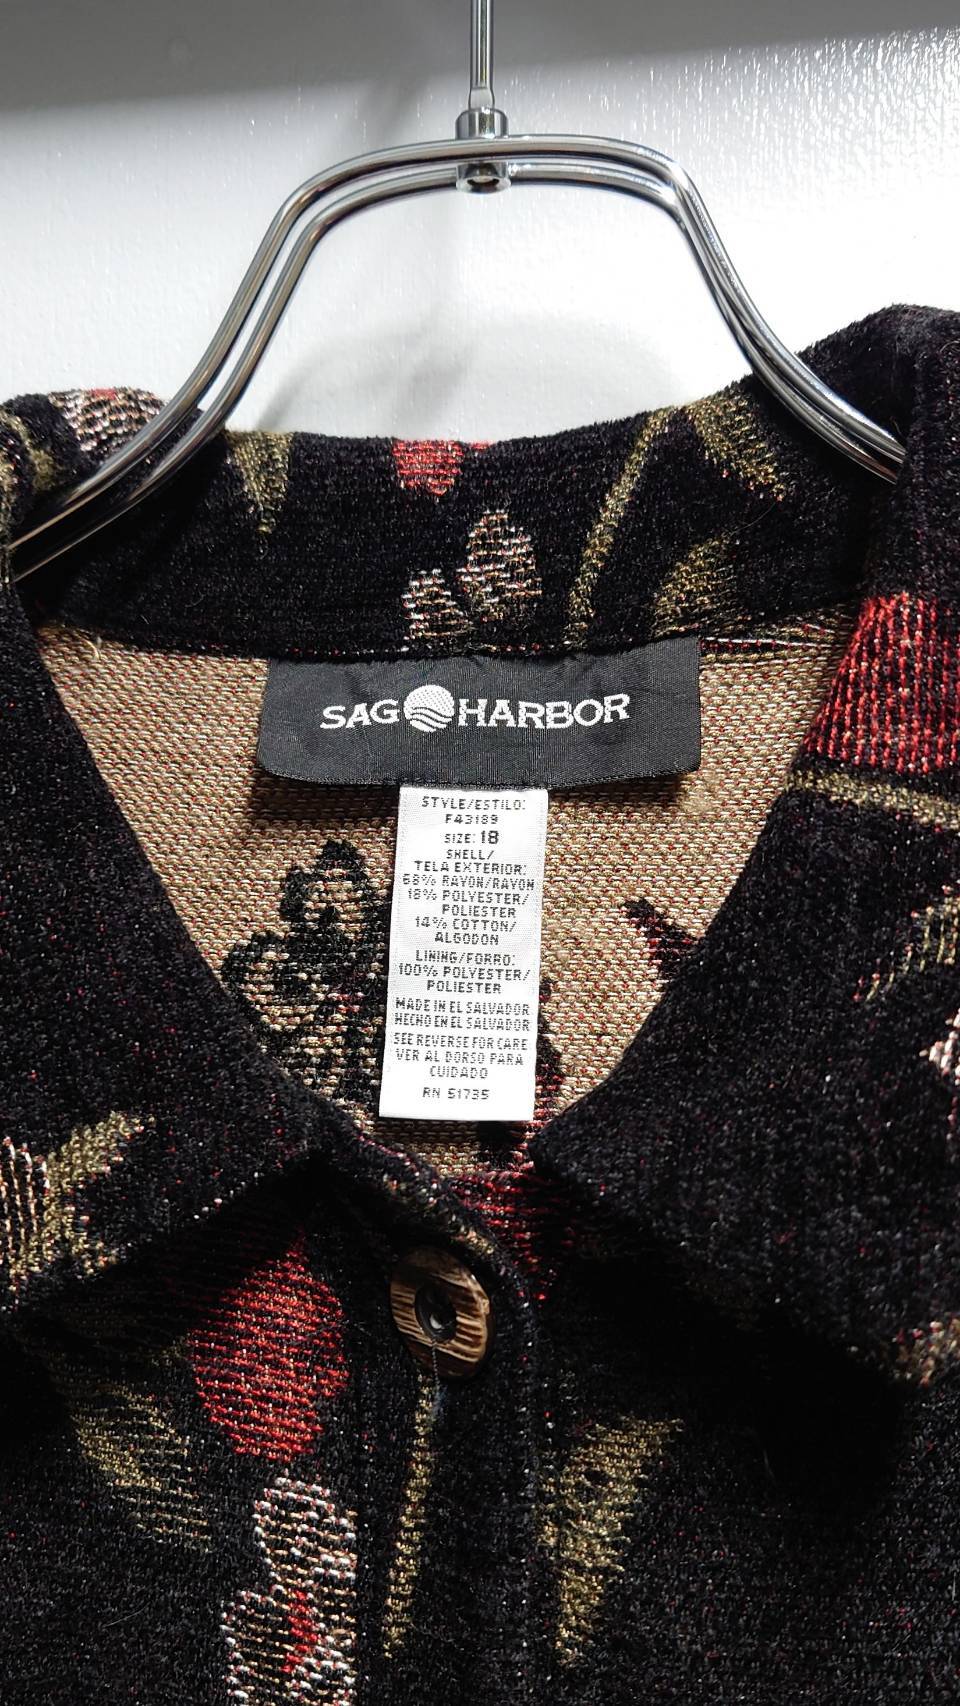 SAG HARBOR
STYLE/ESTILO:
F43189
SIZE: 18
SHELL/
TELA EXTERIOR:
68% RAYON/RAYON
18% POLYESTER/
POLIESTER
14% COTTON/
ALGODON
LINING/FORRO:
100% POLYESTER/
POLIESTER
MADE IN EL SALVADOR
HECHO EN EL SALVADOR
SEE REVERSE FOR CARE
VER AL DORSO PARA
CUIDADO
RN 51735